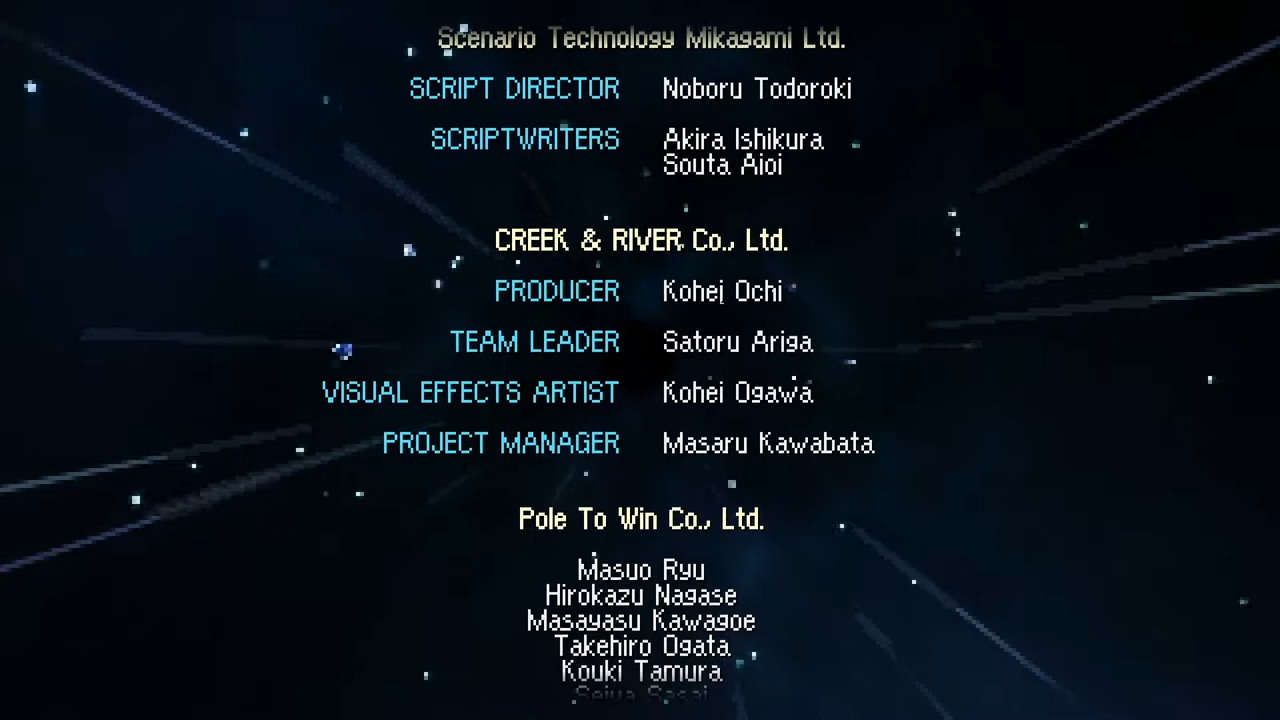 Scenario Technology Mikagami Ltd.
SCRIPT DIRECTOR Noboru Todoroki
SCRIPTWRITERS Akira Ishikura
Souta Aioi
CREEK & RIVER Co., Ltd.
PRODUCER Kohei Ochi
TEAM LEADER Satoru Ariga
VISUAL EFFECTS ARTIST Kohei Ogawa
PROJECT MANAGER Masaru Kawabata
Pole To Win Co., Ltd.
Masuo Ryu
Hirokazu Nagase
Masayasu Kawagoe
Takehiro Ogata
Kouki Tamura
Seiya Sasai